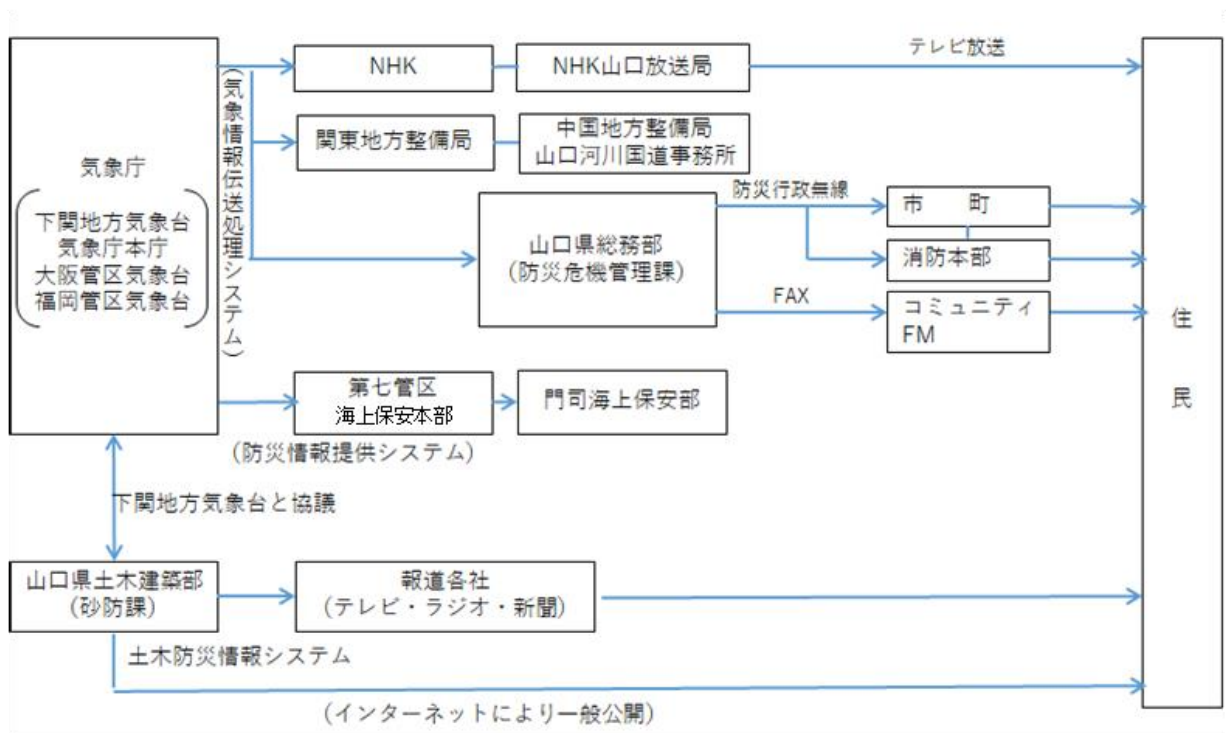 気象庁
下関地方気象台
気象庁本庁
大阪管区気象台
福岡管区気象台
(気象情報伝送処理システム)
NHK
NHK山口放送局
テレビ放送
関東地方整備局
中国地方整備局
山口河川国道事務所
山口県総務部
(防災危機管理課)
防災行政無線
市　　町
消防本部
FAX
コミュニティ
FM
住
民
第七管区
海上保安本部
門司海上保安部
(防災情報提供システム)
下関地方気象台と協議
山口県土木建築部
(砂防課)
報道各社
(テレビ・ラジオ・新聞)
土木防災情報システム
(インターネットにより一般公開)